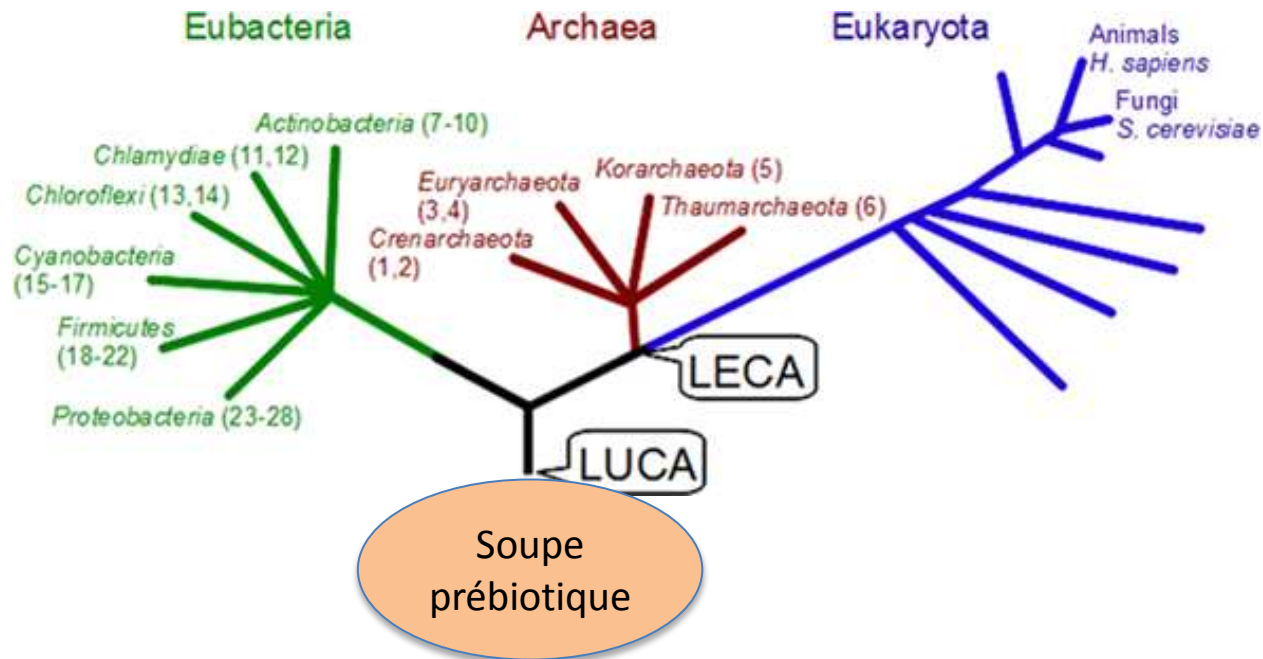 Eubacteria
Archaea
Eukaryota
Actinobacteria (7-10)
Chlamydiae (11,12)
Chloroflexi (13,14)
Cyanobacteria
(15-17)
Firmicutes
(18-22)
Proteobacteria (23-28)
Euryarchaeota
(3,4)
Crenarchaeota
(1,2)
Korarchaeota (5)
Thaumarchaeota (6)
Animals
H. sapiens
Fungi
S. cerevisiae
LECA
LUCA
Soupe
prébiotique